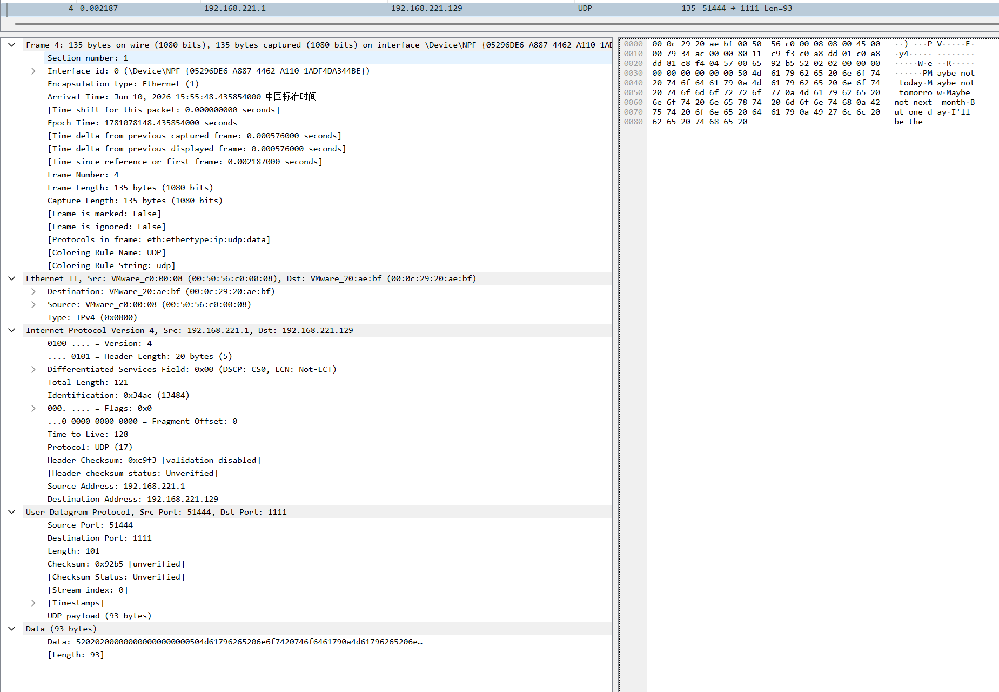 4 0.002187 192.168.221.1 192.168.221.129 UDP 135 51444 → 1111 Len=93
Frame 4: 135 bytes on wire (1080 bits), 135 bytes captured (1080 bits) on interface \Device\NPF_{05296DE6-A887-4462-A110-1AD
Section number: 1
Interface id: 0 (\Device\NPF_{05296DE6-A887-4462-A110-1ADF4DA344BE})
Encapsulation type: Ethernet (1)
Arrival Time: Jun 10, 2026 15:55:48.435854000 中国标准时间
[Time shift for this packet: 0.000000000 seconds]
Epoch Time: 1781078148.435854000 seconds
[Time delta from previous captured frame: 0.000576000 seconds]
[Time delta from previous displayed frame: 0.000576000 seconds]
[Time since reference or first frame: 0.002187000 seconds]
Frame Number: 4
Frame Length: 135 bytes (1080 bits)
Capture Length: 135 bytes (1080 bits)
[Frame is marked: False]
[Frame is ignored: False]
[Protocols in frame: eth:ethertype:ip:udp:data]
[Coloring Rule Name: UDP]
[Coloring Rule String: udp]
Ethernet II, Src: VMware_c0:00:08 (00:50:56:c0:00:08), Dst: VMware_20:ae:bf (00:0c:29:20:ae:bf)
Destination: VMware_20:ae:bf (00:0c:29:20:ae:bf)
Source: VMware_c0:00:08 (00:50:56:c0:00:08)
Type: IPv4 (0x0800)
Internet Protocol Version 4, Src: 192.168.221.1, Dst: 192.168.221.129
0100 .... = Version: 4
.... 0101 = Header Length: 20 bytes (5)
Differentiated Services Field: 0x00 (DSCP: CS0, ECN: Not-ECT)
Total Length: 121
Identification: 0x34ac (13484)
000. .... = Flags: 0x0
...0 0000 0000 0000 = Fragment Offset: 0
Time to Live: 128
Protocol: UDP (17)
Header Checksum: 0xc9f3 [validation disabled]
[Header checksum status: Unverified]
Source Address: 192.168.221.1
Destination Address: 192.168.221.129
User Datagram Protocol, Src Port: 51444, Dst Port: 1111
Source Port: 51444
Destination Port: 1111
Length: 101
Checksum: 0x92b5 [unverified]
[Checksum Status: Unverified]
[Stream index: 0]
[Timestamps]
UDP payload (93 bytes)
Data (93 bytes)
Data: 520202000000000000000000504d61796265206e6f7420746f6461790a4d61796265206e…
[Length: 93]
0000 00 0c 29 20 ae bf 00 50 56 c0 00 08 08 00 45 00 ··) ···P V·····E·
0010 00 79 34 ac 00 00 80 11 c9 f3 c0 a8 dd 01 c0 a8 ·y4····· ········
0020 dd 81 c8 f4 04 57 00 65 92 b5 52 02 02 00 00 00 ·····W·e ··R·····
0030 00 00 00 00 00 00 50 4d 61 79 62 65 20 6e 6f 74 ······PM aybe not
0040 20 74 6f 64 61 79 0a 4d 61 79 62 65 20 6e 6f 74 today·M aybe not
0050 20 74 6f 6d 6f 72 72 6f 77 0a 4d 61 79 62 65 20 tomorro w·Maybe
0060 6e 6f 74 20 6e 65 78 74 20 6d 6f 6e 74 68 0a 42 not next month·B
0070 75 74 20 6f 6e 65 20 64 61 79 0a 49 27 6c 6c 20 ut one d ay·I'll
0080 62 65 20 74 68 65 20 be the